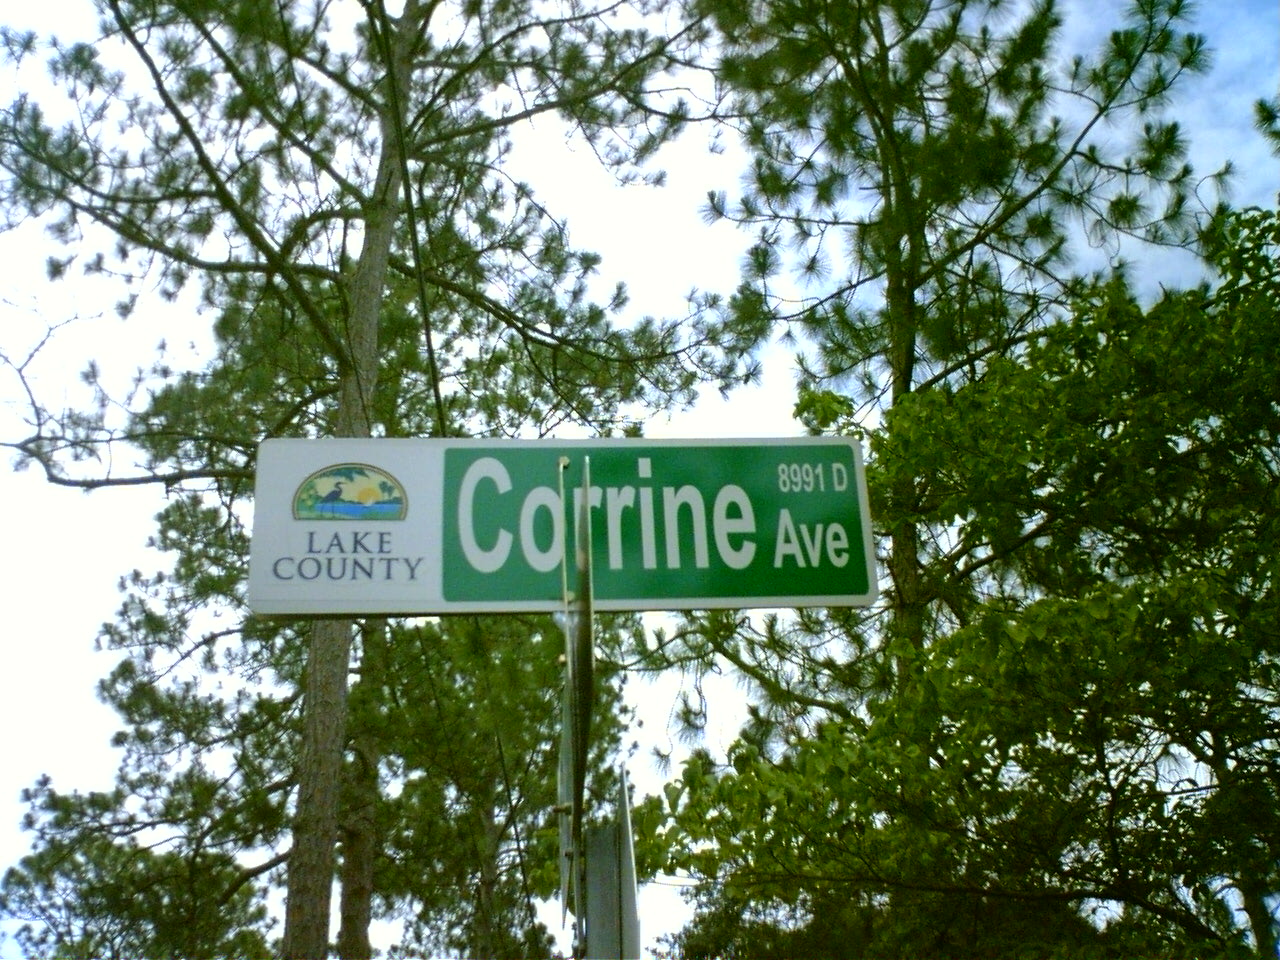 LAKE
COUNTY
Corrine
8991 D
Ave